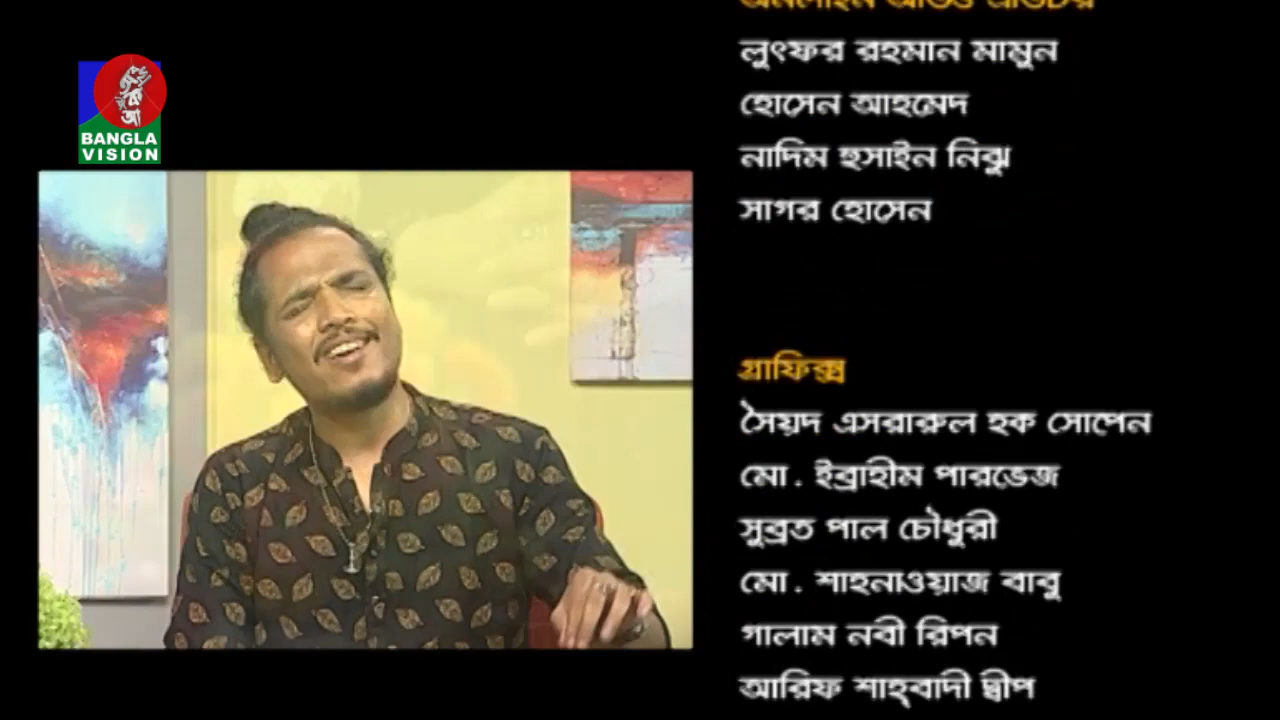 BANGLA
VISION
লুৎফর রহমান মামুন
হোসেন আহমেদ
নাদিম হুসাইন নিঝু
সাগর হোসেন
গ্রাফিক্স
সৈয়দ এসরারুল হক সোপেন
মো. ইব্রাহীম পারভেজ
সুব্রত পাল চৌধুরী
মো. শাহনাওয়াজ বাবু
গালাম নবী রিপন
আরিফ শাহ্‌বাদী দ্বীপ